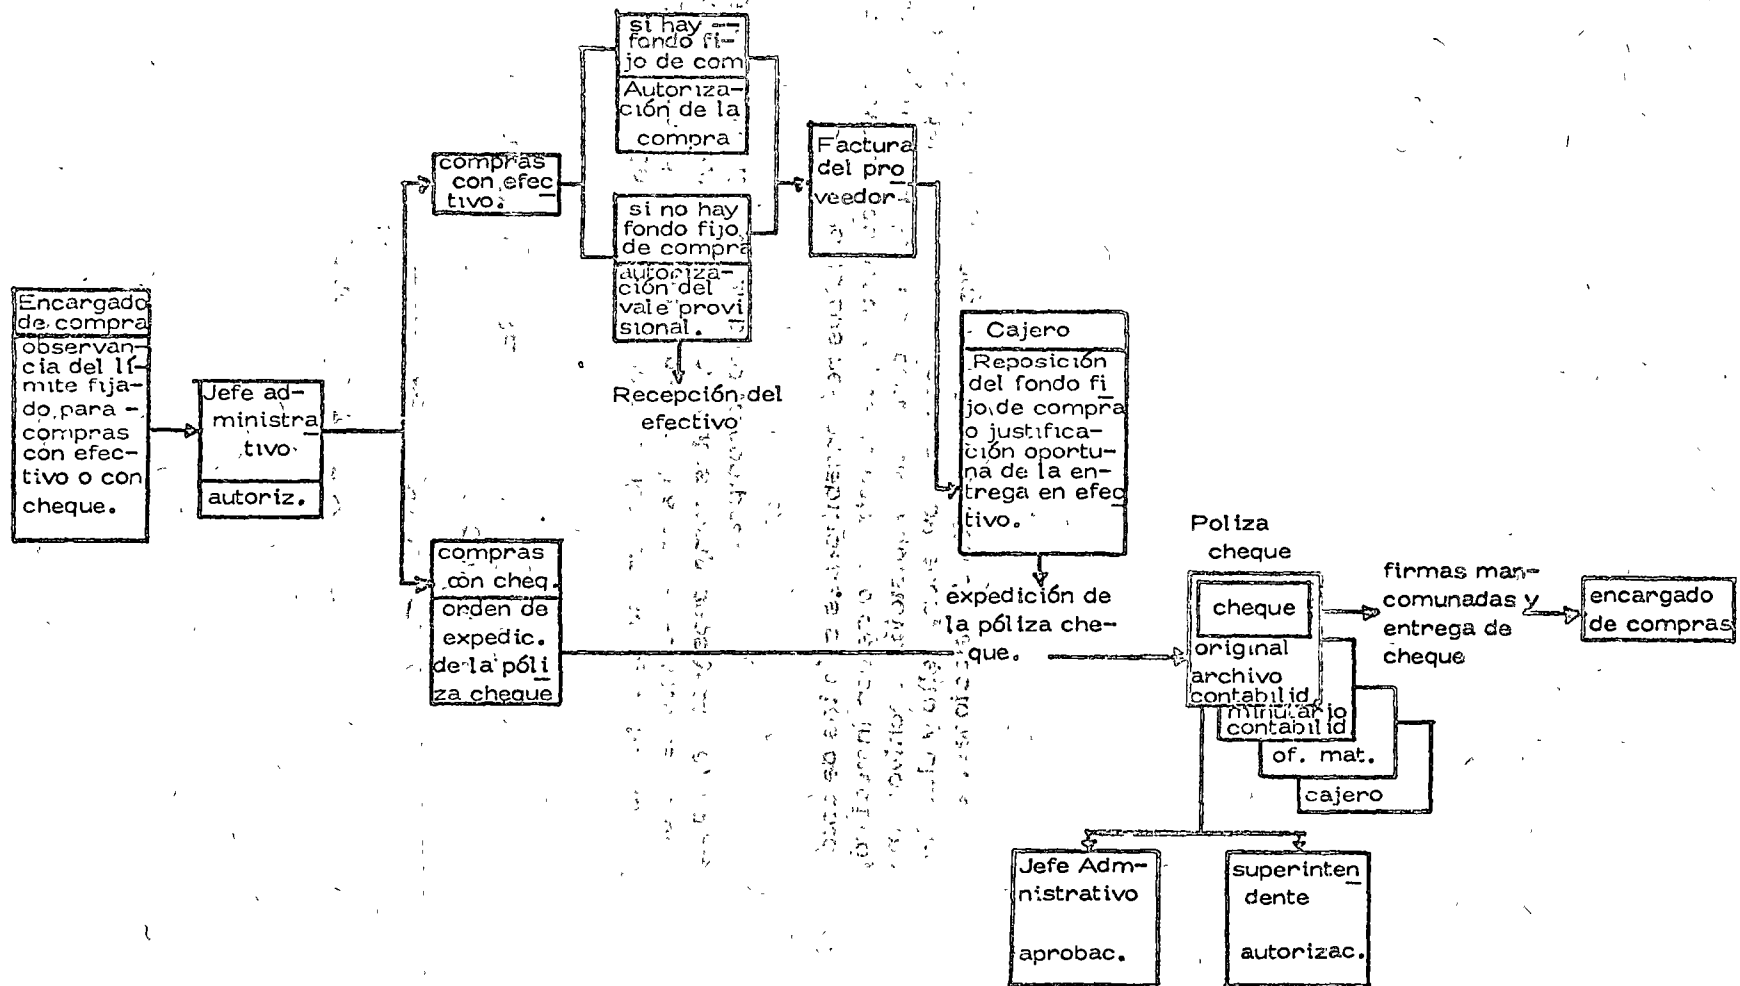 Encargado
de compra
observan-
cia del lí-
mite fija-
do para -
compras
con efec-
tivo o con
cheque.
Jefe ad-
ministra
tivo
autoriz.
compras
con efec
tivo.
si hay --
fondo fi-
jo de com
Autoriza-
ción de la
compra
si no hay
fondo fijo
de compra
autoriza-
ción del
vale provi
sional.
Recepción del
efectivo
Factura
del pro
veedor
Cajero
Reposición
del fondo fi
jo de compra
o justifica-
ción oportu-
na de la en-
trega en efec
tivo.
compras
con cheq.
orden de
expedic.
de la póli
za cheque
expedición de
la póliza che-
que.
Poliza
cheque
cheque
original
archivo
contabilid.
minutario
contabilid
of. mat.
cajero
firmas man-
comunadas y
entrega de
cheque
encargado
de compras
Jefe Adm-
nistrativo
aprobac.
superinten
dente
autorizac.